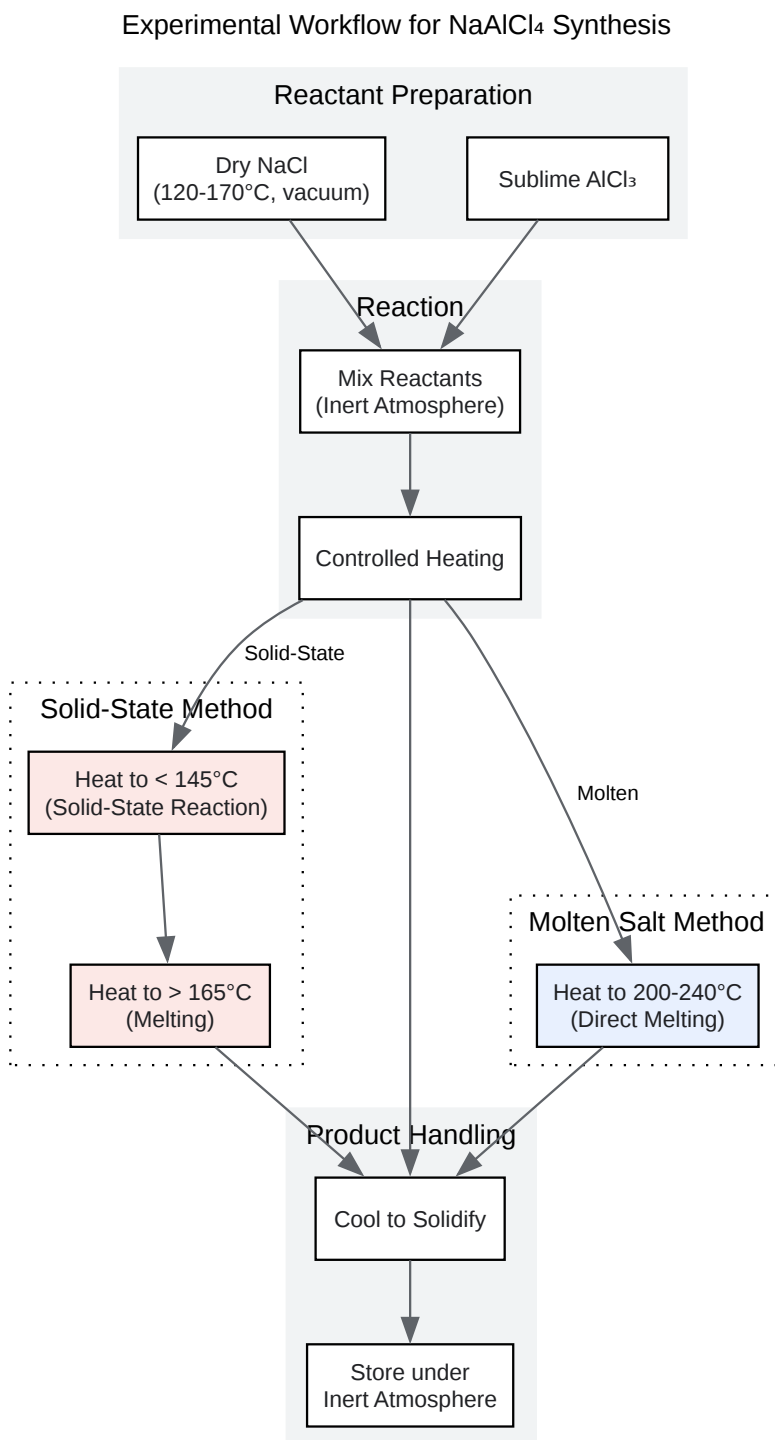 Experimental Workflow for NaAlCl₄ Synthesis
Reactant Preparation
Dry NaCl
(120-170°C, vacuum)
Sublime AlCl₃
Reaction
Mix Reactants
(Inert Atmosphere)
Controlled Heating
Solid-State
Solid-State Method
Heat to < 145°C
(Solid-State Reaction)
Molten
Molten Salt Method
Heat to > 165°C
(Melting)
Heat to 200-240°C
(Direct Melting)
Product Handling
Cool to Solidify
Store under
Inert Atmosphere